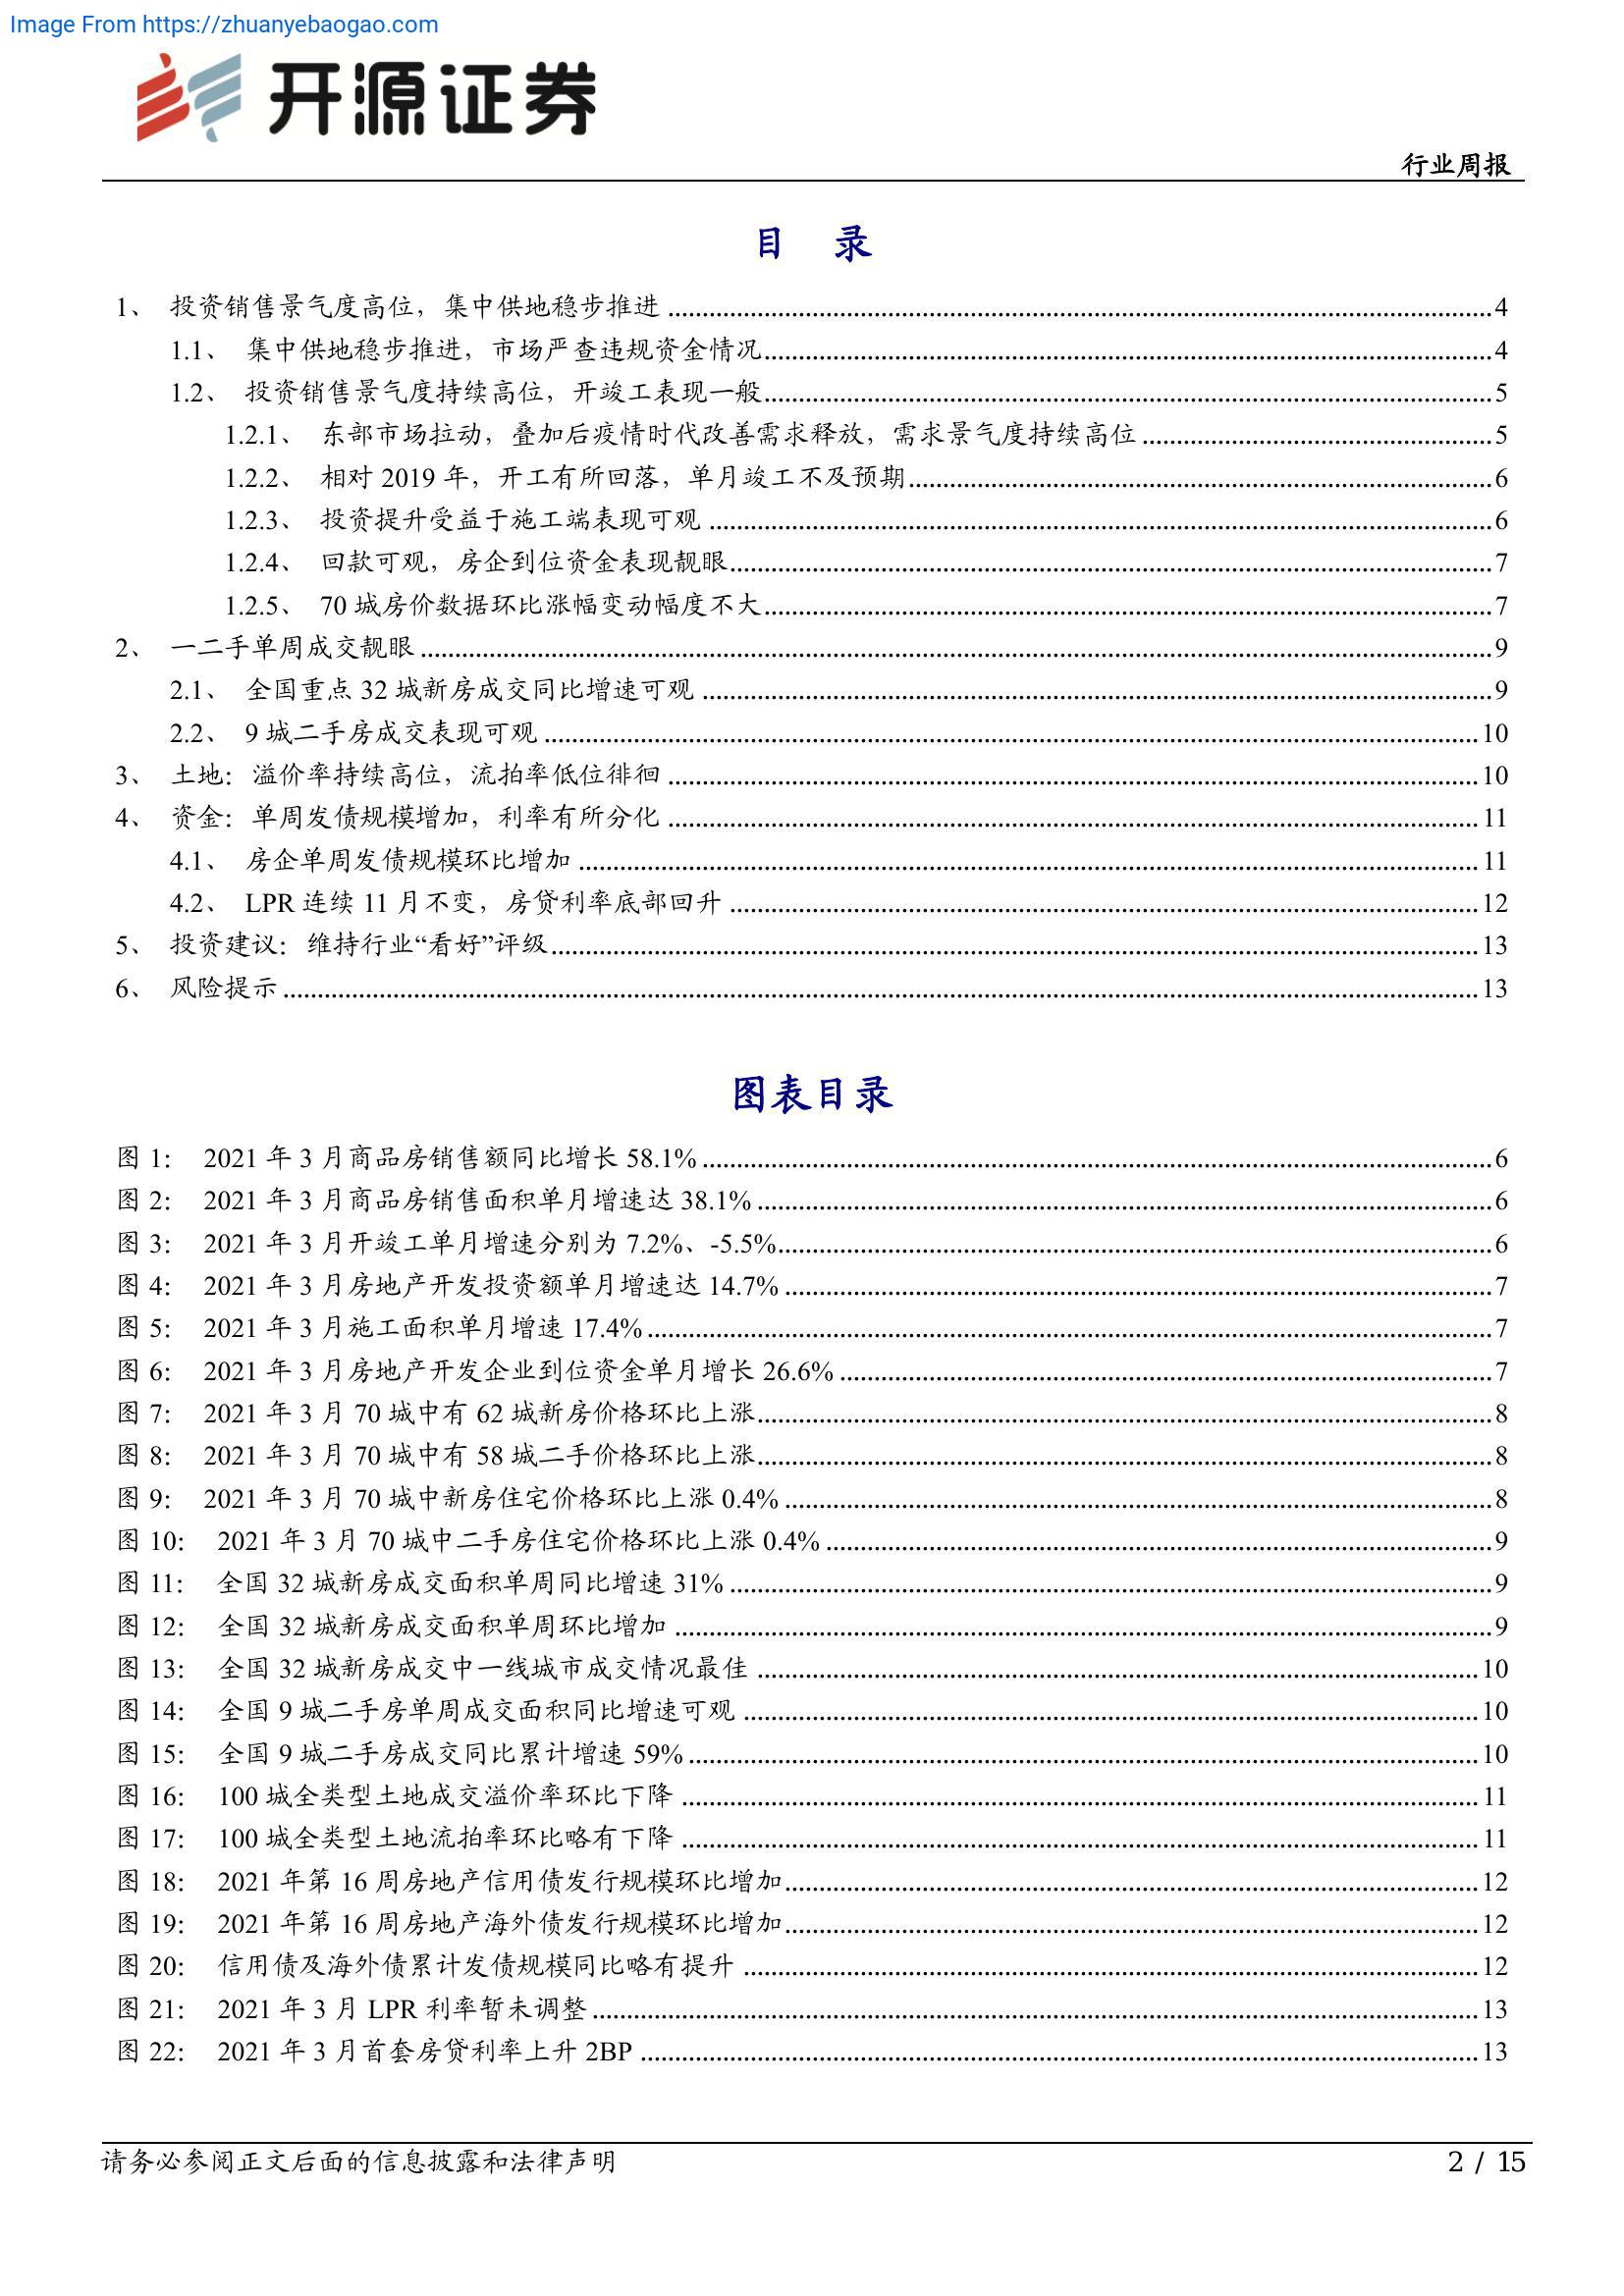 Image From https://zhuanyebaogao.com
开源证券
行业周报
目 录
1、 投资销售景气度高位，集中供地稳步推进 ........ 4
1.1、 集中供地稳步推进，市场严查违规资金情况 ........ 4
1.2、 投资销售景气度持续高位，开竣工表现一般 ........ 5
1.2.1、 东部市场拉动，叠加后疫情时代改善需求释放，需求景气度持续高位 ........ 5
1.2.2、 相对 2019 年，开工有所回落，单月竣工不及预期 ........ 6
1.2.3、 投资提升受益于施工端表现可观 ........ 6
1.2.4、 回款可观，房企到位资金表现靓眼 ........ 7
1.2.5、 70 城房价数据环比涨幅变动幅度不大 ........ 7
2、 一二手单周成交靓眼 ........ 9
2.1、 全国重点 32 城新房成交同比增速可观 ........ 9
2.2、 9 城二手房成交表现可观 ........ 10
3、 土地：溢价率持续高位，流拍率低位徘徊 ........ 10
4、 资金：单周发债规模增加，利率有所分化 ........ 11
4.1、 房企单周发债规模环比增加 ........ 11
4.2、 LPR 连续 11 月不变，房贷利率底部回升 ........ 12
5、 投资建议：维持行业“看好”评级 ........ 13
6、 风险提示 ........ 13
图表目录
图 1： 2021 年 3 月商品房销售额同比增长 58.1% ........ 6
图 2： 2021 年 3 月商品房销售面积单月增速达 38.1% ........ 6
图 3： 2021 年 3 月开竣工单月增速分别为 7.2%、-5.5% ........ 6
图 4： 2021 年 3 月房地产开发投资额单月增速达 14.7% ........ 7
图 5： 2021 年 3 月施工面积单月增速 17.4% ........ 7
图 6： 2021 年 3 月房地产开发企业到位资金单月增长 26.6% ........ 7
图 7： 2021 年 3 月 70 城中有 62 城新房价格环比上涨 ........ 8
图 8： 2021 年 3 月 70 城中有 58 城二手价格环比上涨 ........ 8
图 9： 2021 年 3 月 70 城中新房住宅价格环比上涨 0.4% ........ 8
图 10： 2021 年 3 月 70 城中二手房住宅价格环比上涨 0.4% ........ 9
图 11： 全国 32 城新房成交面积单周同比增速 31% ........ 9
图 12： 全国 32 城新房成交面积单周环比增加 ........ 9
图 13： 全国 32 城新房成交中一线城市成交情况最佳 ........ 10
图 14： 全国 9 城二手房单周成交面积同比增速可观 ........ 10
图 15： 全国 9 城二手房成交同比累计增速 59% ........ 10
图 16： 100 城全类型土地成交溢价率环比下降 ........ 11
图 17： 100 城全类型土地流拍率环比略有下降 ........ 11
图 18： 2021 年第 16 周房地产信用债发行规模环比增加 ........ 12
图 19： 2021 年第 16 周房地产海外债发行规模环比增加 ........ 12
图 20： 信用债及海外债累计发债规模同比略有提升 ........ 12
图 21： 2021 年 3 月 LPR 利率暂未调整 ........ 13
图 22： 2021 年 3 月首套房贷利率上升 2BP ........ 13
请务必参阅正文后面的信息披露和法律声明
2 / 15